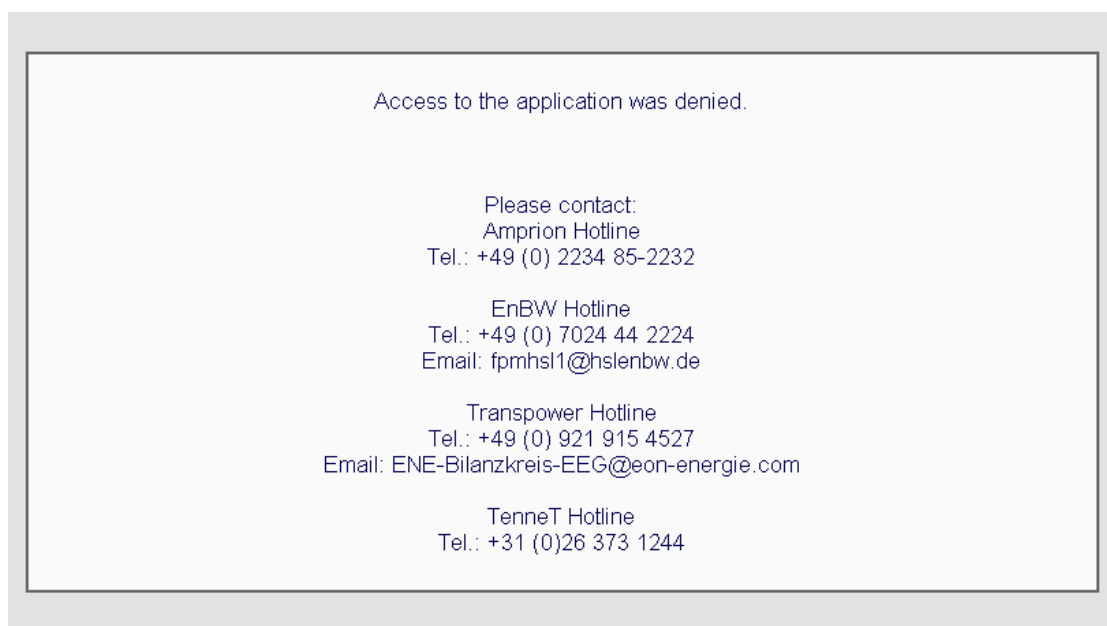 Access to the application was denied.
Please contact:
Amprion Hotline
Tel.: +49 (0) 2234 85-2232
EnBW Hotline
Tel.: +49 (0) 7024 44 2224
Email: fpmhsl1@hslenbw.de
Transpower Hotline
Tel.: +49 (0) 921 915 4527
Email: ENE-Bilanzkreis-EEG@eon-energie.com
TenneT Hotline
Tel.: +31 (0)26 373 1244